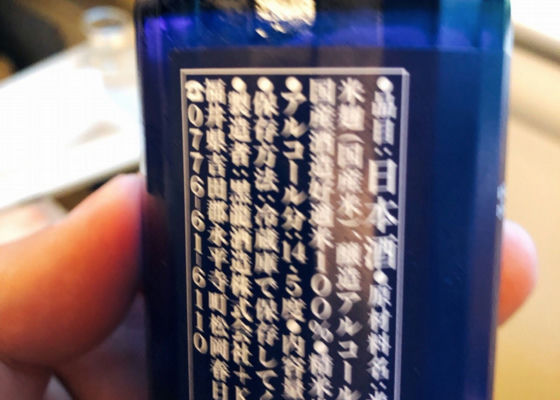 ●品目:日本酒●原材料名:米
米麹(国産米)、醸造アルコール
国産酒造好適米100%●精米
アルコール分:14.5度●内容量
●保存方法:冷蔵庫で保存して
●製造者:黒龍酒造株式会社+K
福井県吉田郡永平寺町松岡春日
☎0776-61-6110